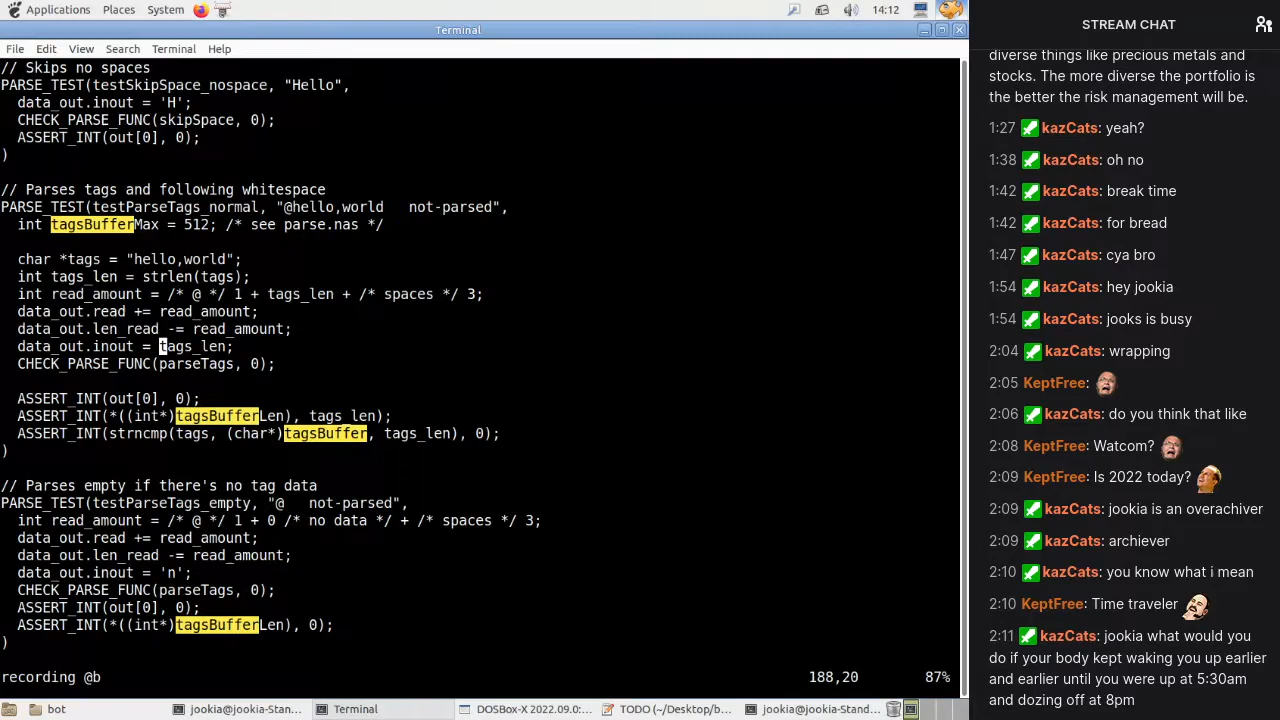 Applications Places System 14:12
Terminal
File Edit View Search Terminal Help
// Skips no spaces
PARSE_TEST(testSkipSpace_nospace, "Hello",
  data_out.inout = 'H';
  CHECK_PARSE_FUNC(skipSpace, 0);
  ASSERT_INT(out[0], 0);
)
// Parses tags and following whitespace
PARSE_TEST(testParseTags_normal, "@hello,world   not-parsed",
  int tagsBufferMax = 512; /* see parse.nas */
  char *tags = "hello,world";
  int tags_len = strlen(tags);
  int read_amount = /* @ */ 1 + tags_len + /* spaces */ 3;
  data_out.read += read_amount;
  data_out.len_read -= read_amount;
  data_out.inout = tags_len;
  CHECK_PARSE_FUNC(parseTags, 0);
  ASSERT_INT(out[0], 0);
  ASSERT_INT(*((int*)tagsBufferLen), tags_len);
  ASSERT_INT(strncmp(tags, (char*)tagsBuffer, tags_len), 0);
)
// Parses empty if there's no tag data
PARSE_TEST(testParseTags_empty, "@   not-parsed",
  int read_amount = /* @ */ 1 + 0 /* no data */ + /* spaces */ 3;
  data_out.read += read_amount;
  data_out.len_read -= read_amount;
  data_out.inout = 'n';
  CHECK_PARSE_FUNC(parseTags, 0);
  ASSERT_INT(out[0], 0);
  ASSERT_INT(*((int*)tagsBufferLen), 0);
)
recording @b 188,20 87%
bot jookia@jookia-Stan... Terminal DOSBox-X 2022.09.0:... TODO (~/Desktop/b... jookia@jookia-Stand...
STREAM CHAT
diverse things like precious metals and
stocks. The more diverse the portfolio is
the better the risk management will be.
1:27 kazCats: yeah?
1:38 kazCats: oh no
1:42 kazCats: break time
1:42 kazCats: for bread
1:47 kazCats: cya bro
1:54 kazCats: hey jookia
1:54 kazCats: jooks is busy
2:04 kazCats: wrapping
2:05 KeptFree:
2:06 kazCats: do you think that like
2:08 KeptFree: Watcom?
2:09 KeptFree: Is 2022 today?
2:09 kazCats: jookia is an overachiver
2:09 kazCats: archiever
2:10 kazCats: you know what i mean
2:10 KeptFree: Time traveler
2:11 kazCats: jookia what would you
do if your body kept waking you up earlier
and earlier until you were up at 5:30am
and dozing off at 8pm